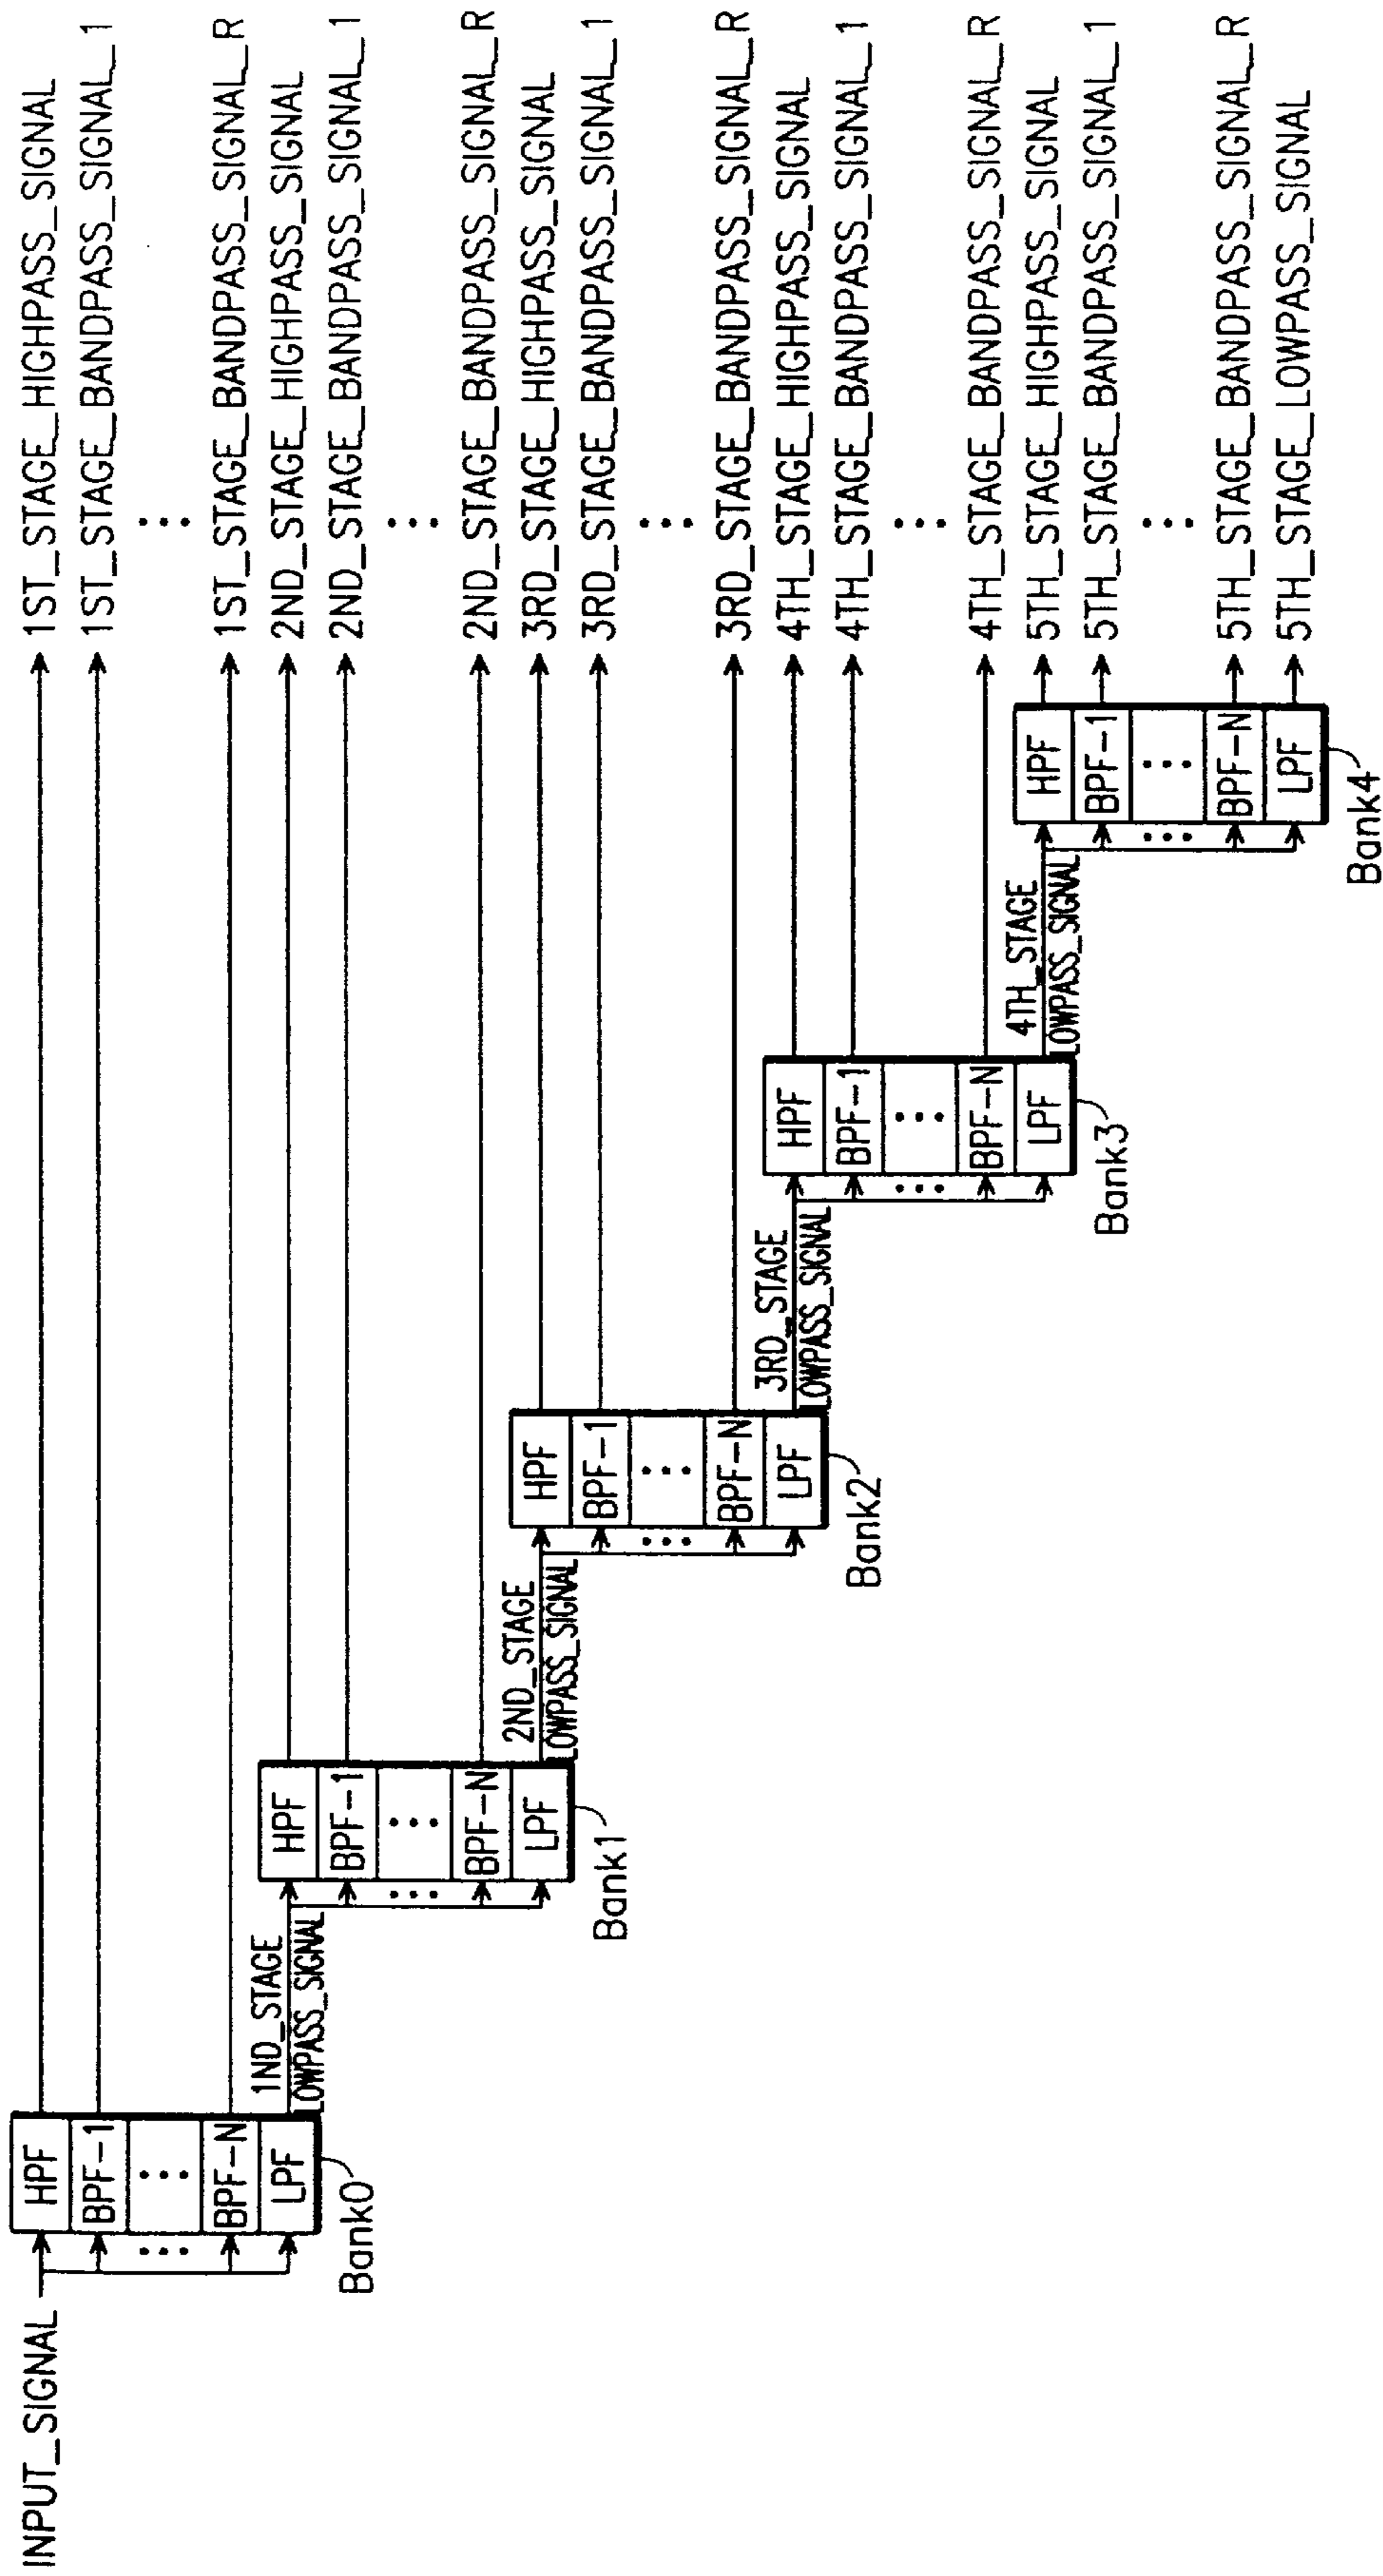 INPUT_SIGNAL
HPF
BPF-1
...
BPF-N
LPF
Bank0
1ND_STAGE
LOWPASS_SIGNAL
HPF
BPF-1
...
BPF-N
LPF
Bank1
2ND_STAGE
LOWPASS_SIGNAL
HPF
BPF-1
...
BPF-N
LPF
Bank2
3RD_STAGE
LOWPASS_SIGNAL
HPF
BPF-1
...
BPF-N
LPF
Bank3
4TH_STAGE
LOWPASS_SIGNAL
HPF
BPF-1
...
BPF-N
LPF
Bank4
1ST_STAGE_HIGHPASS_SIGNAL
1ST_STAGE_BANDPASS_SIGNAL_1
...
1ST_STAGE_BANDPASS_SIGNAL_R
2ND_STAGE_HIGHPASS_SIGNAL
2ND_STAGE_BANDPASS_SIGNAL_1
...
2ND_STAGE_BANDPASS_SIGNAL_R
3RD_STAGE_HIGHPASS_SIGNAL
3RD_STAGE_BANDPASS_SIGNAL_1
...
3RD_STAGE_BANDPASS_SIGNAL_R
4TH_STAGE_HIGHPASS_SIGNAL
4TH_STAGE_BANDPASS_SIGNAL_1
...
4TH_STAGE_BANDPASS_SIGNAL_R
5TH_STAGE_HIGHPASS_SIGNAL
5TH_STAGE_BANDPASS_SIGNAL_1
...
5TH_STAGE_BANDPASS_SIGNAL_R
5TH_STAGE_LOWPASS_SIGNAL